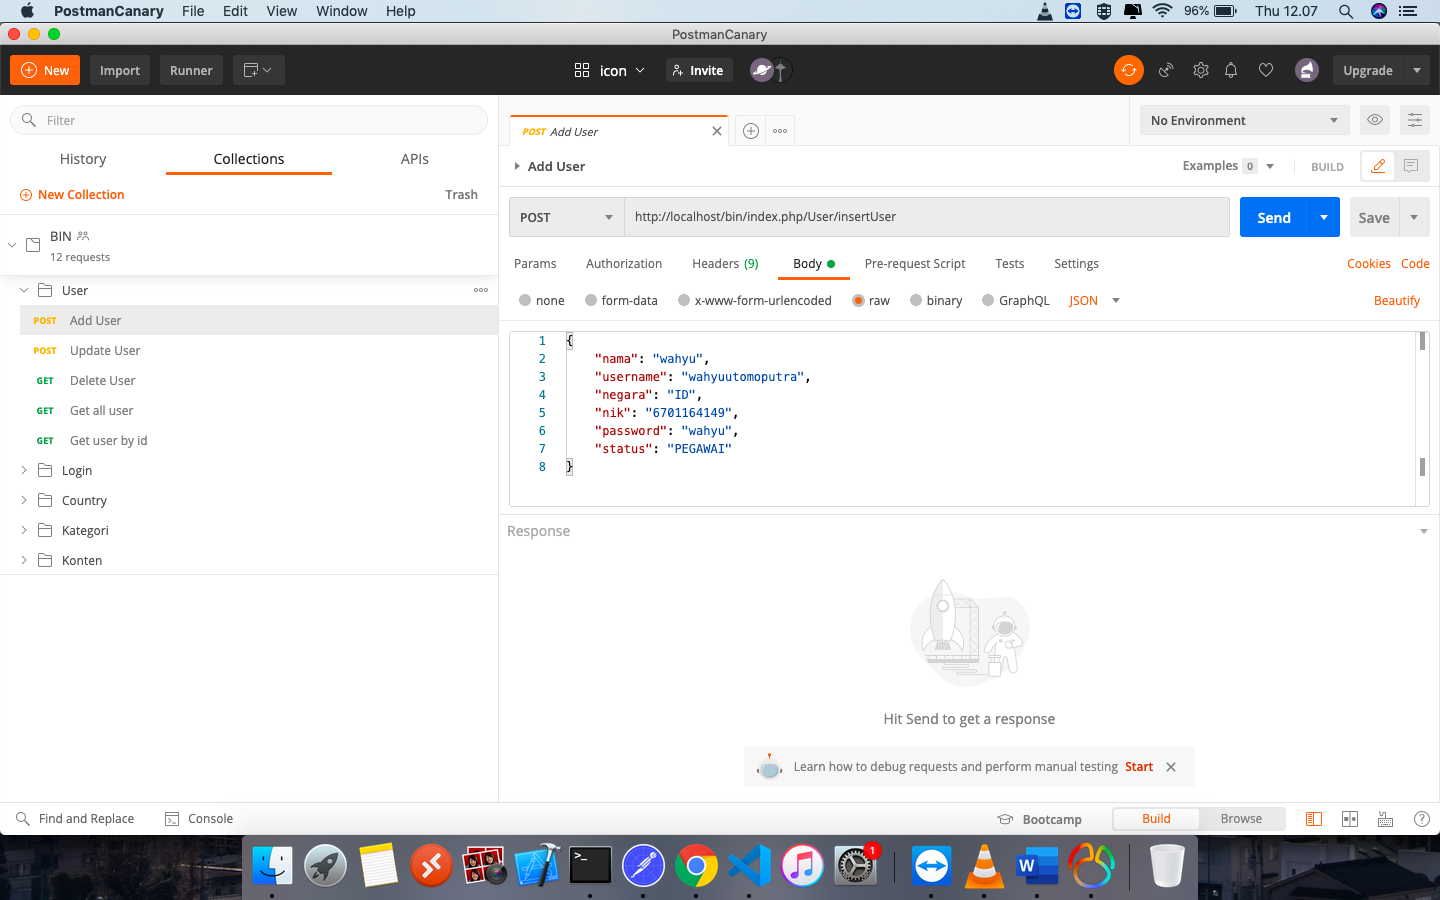 PostmanCanary File Edit View Window Help 96% Thu 12.07
PostmanCanary
New Import Runner icon Invite Upgrade
Filter
History Collections APIs
New Collection Trash
BIN
12 requests
User
POST Add User
POST Update User
GET Delete User
GET Get all user
GET Get user by id
Login
Country
Kategori
Konten
POST Add User
No Environment
Add User Examples 0 BUILD
POST http://localhost/bin/index.php/User/insertUser Send Save
Params Authorization Headers (9) Body Pre-request Script Tests Settings Cookies Code
none form-data x-www-form-urlencoded raw binary GraphQL JSON Beautify
1 {
2 "nama": "wahyu",
3 "username": "wahyuutomoputra",
4 "negara": "ID",
5 "nik": "6701164149",
6 "password": "wahyu",
7 "status": "PEGAWAI"
8 }
Response
Hit Send to get a response
Learn how to debug requests and perform manual testing Start
Find and Replace Console Bootcamp Build Browse
>_ 1 W